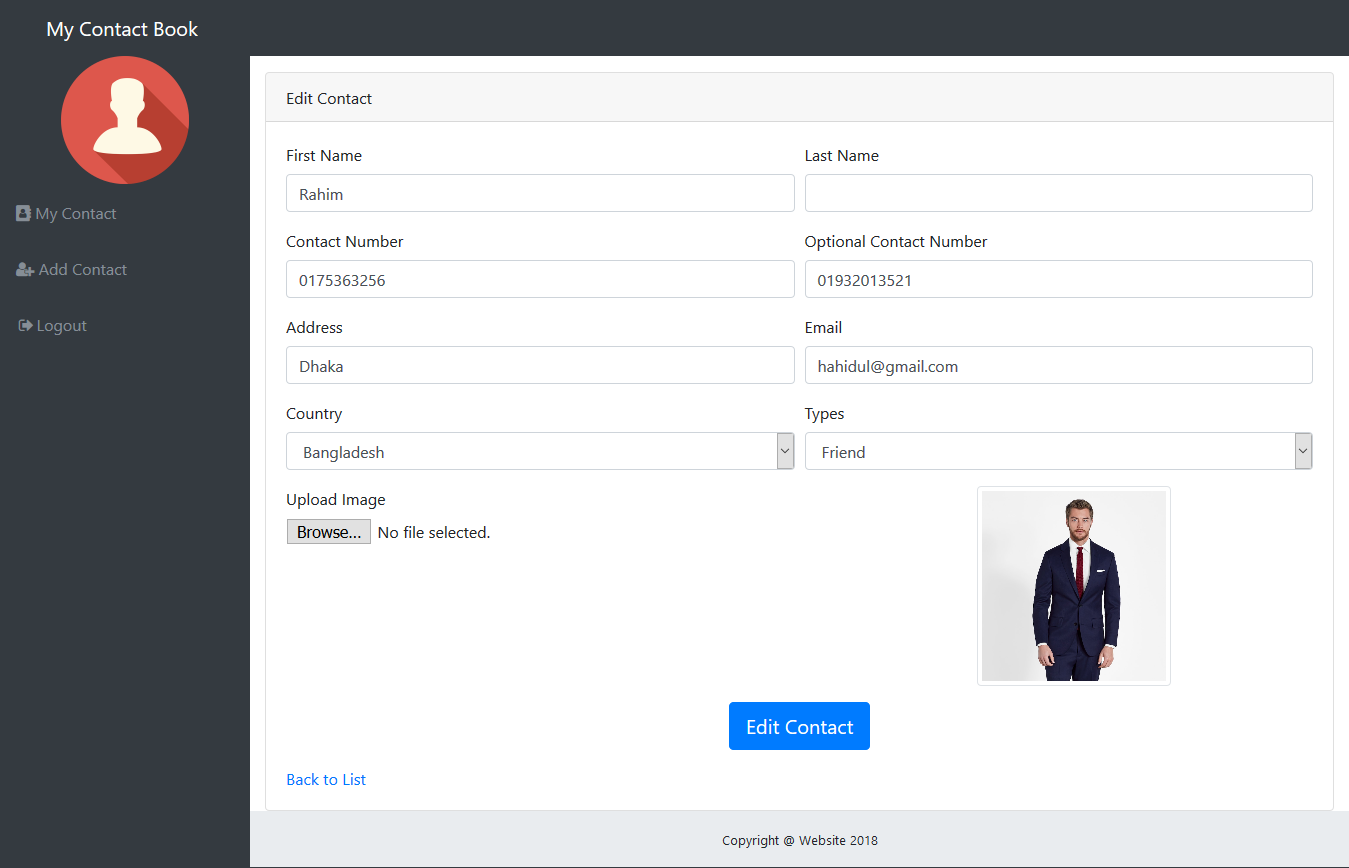 My Contact Book
My Contact
Add Contact
Logout
Edit Contact
First Name
Last Name
Rahim
Contact Number
Optional Contact Number
0175363256
01932013521
Address
Email
Dhaka
hahidul@gmail.com
Country
Types
Bangladesh
Friend
Upload Image
Browse... No file selected.
Edit Contact
Back to List
Copyright @ Website 2018